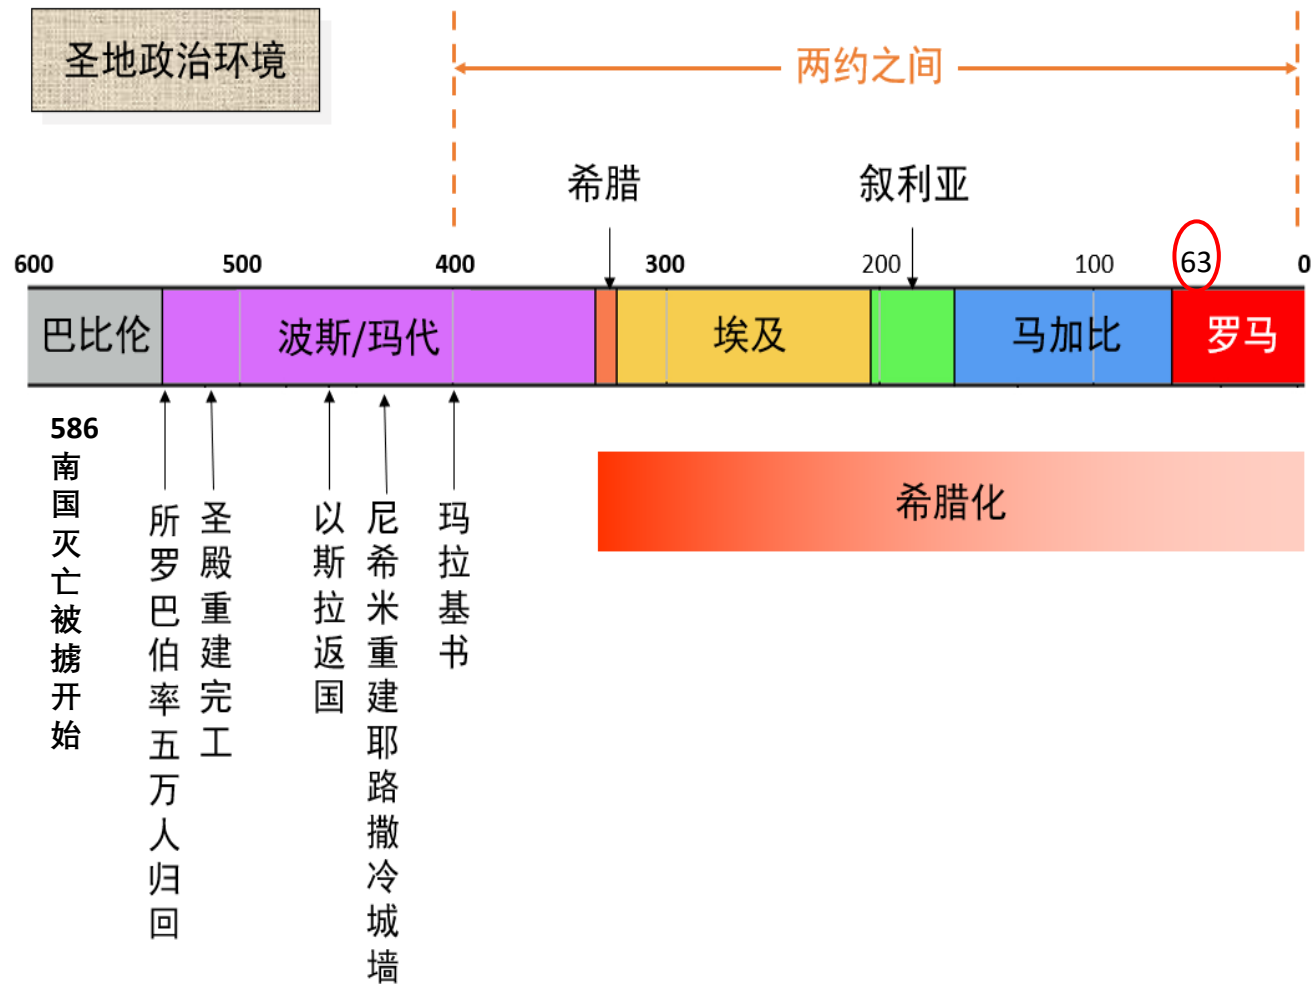 圣地政治环境
两约之间
希腊
叙利亚
600
500
400
300
200
100
63
0
巴比伦
波斯/玛代
埃及
马加比
罗马
586
南国灭亡被掳开始
所罗巴伯率五万人归回
圣殿重建完工
以斯拉返国
尼希米重建耶路撒冷城墙
玛拉基书
希腊化